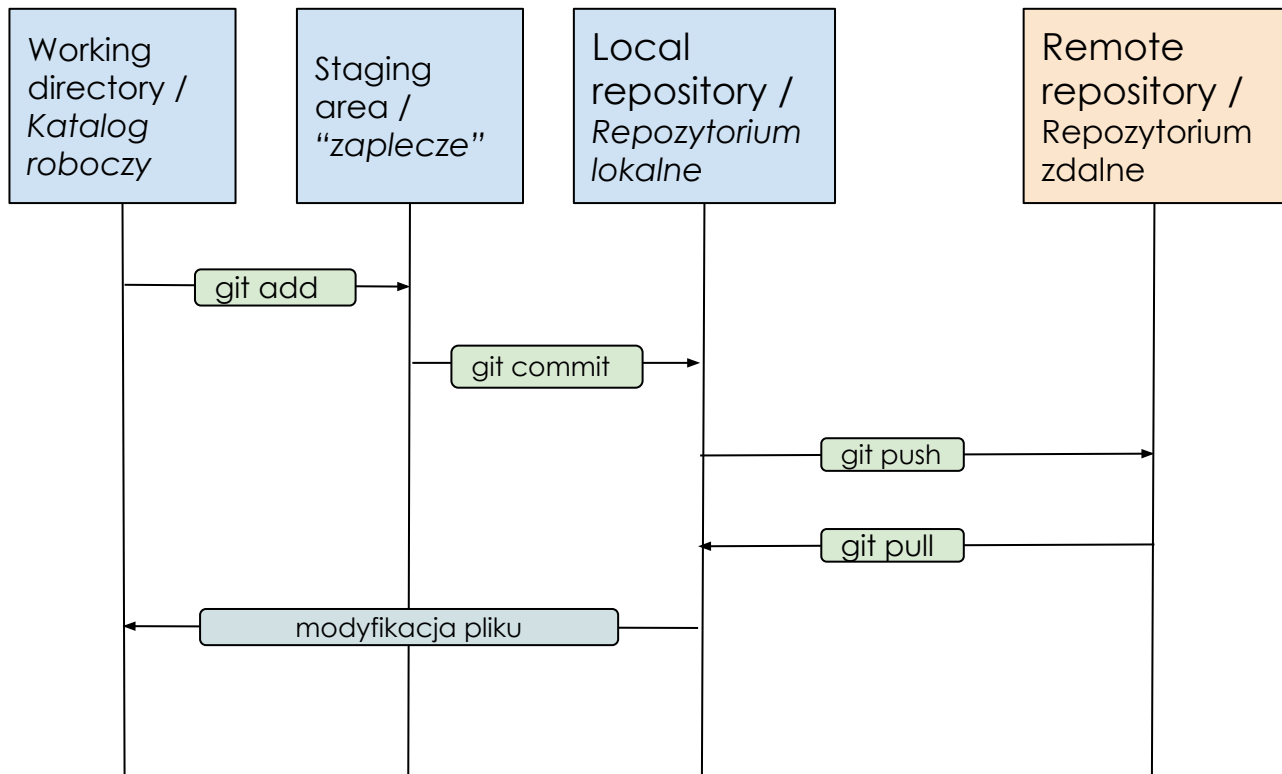 Working
directory /
Katalog
roboczy
Staging
area /
“zaplecze”
Local
repository /
Repozytorium
lokalne
Remote
repository /
Repozytorium
zdalne
git add
git commit
git push
git pull
modyfikacja pliku